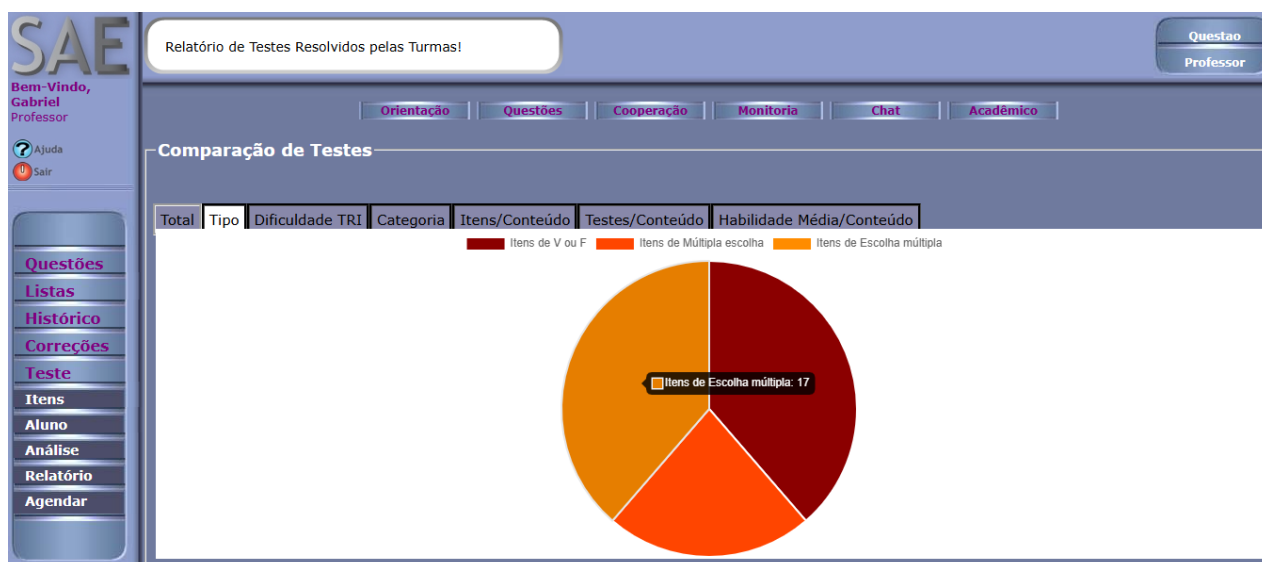 SAE
Bem-Vindo,
Gabriel
Professor
Ajuda
Sair
Questões
Listas
Histórico
Correções
Teste
Itens
Aluno
Análise
Relatório
Agendar
Relatório de Testes Resolvidos pelas Turmas!
Questao
Professor
Orientação Questões Cooperação Monitoria Chat Acadêmico
Comparação de Testes
Total Tipo Dificuldade TRI Categoria Itens/Conteúdo Testes/Conteúdo Habilidade Média/Conteúdo
Itens de V ou F Itens de Múltipla escolha Itens de Escolha múltipla
Itens de Escolha múltipla: 17